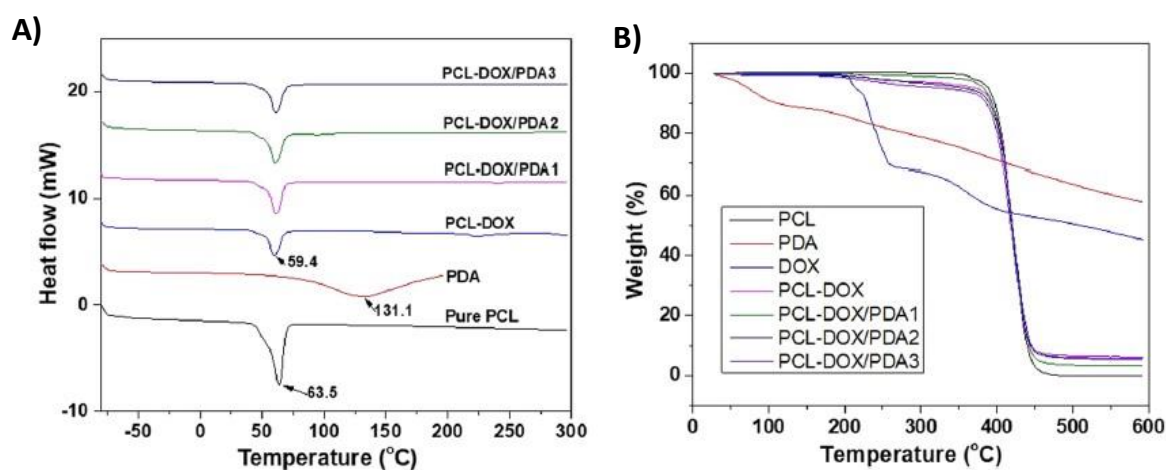 A)
Heat flow (mW)
20
10
0
-10
PCL-DOX/PDA3
PCL-DOX/PDA2
PCL-DOX/PDA1
PCL-DOX
59.4
PDA
131.1
Pure PCL
63.5
-50 0 50 100 150 200 250 300
Temperature (°C)
B)
Weight (%)
100
80
60
40
20
0
PCL
PDA
DOX
PCL-DOX
PCL-DOX/PDA1
PCL-DOX/PDA2
PCL-DOX/PDA3
0 100 200 300 400 500 600
Temperature (°C)